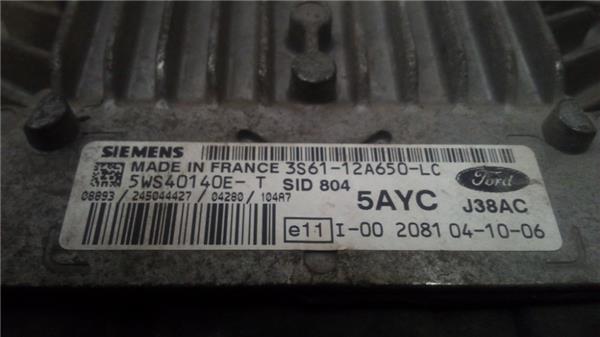 SIEMENS
MADE IN FRANCE 3S61-12A650-LC
5WS40140E- T SID 804
08893/245044427/04280/104A7
5AYC
Ford
J38AC
e11 I-00 2081 04-10-06